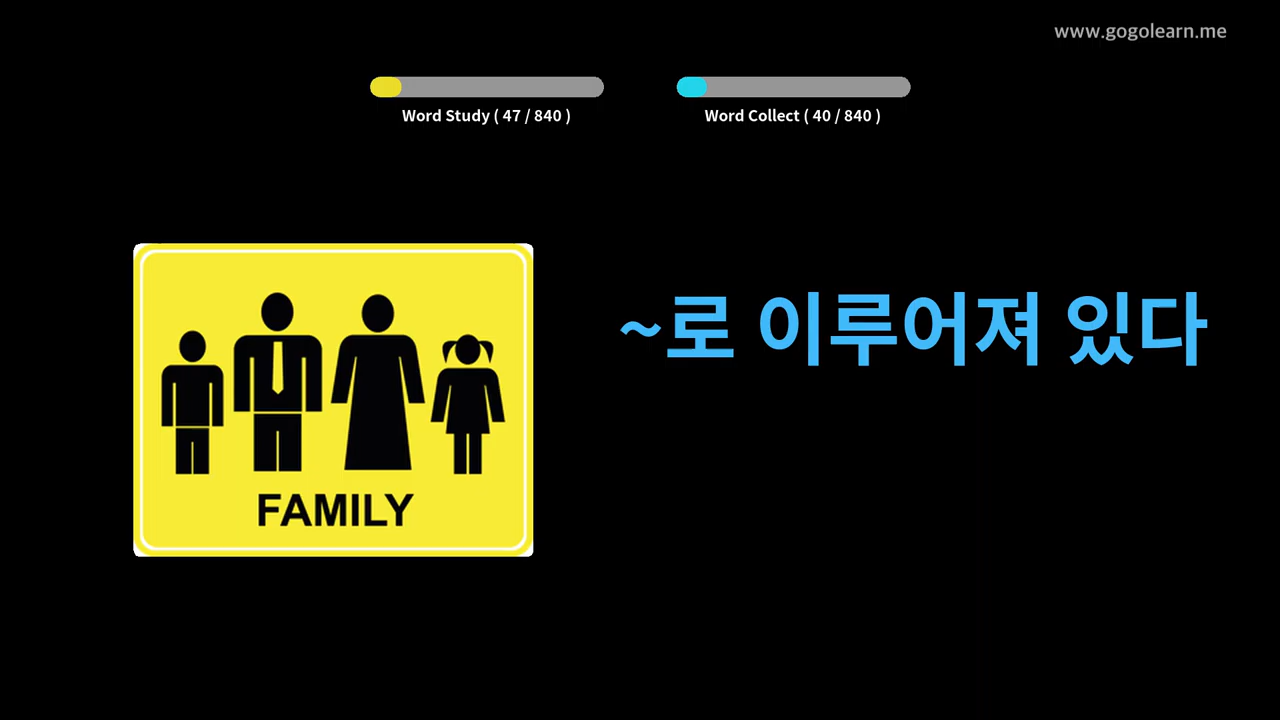 www.gogolearn.me
Word Study ( 47 / 840 )
Word Collect ( 40 / 840 )
~로 이루어져 있다
FAMILY